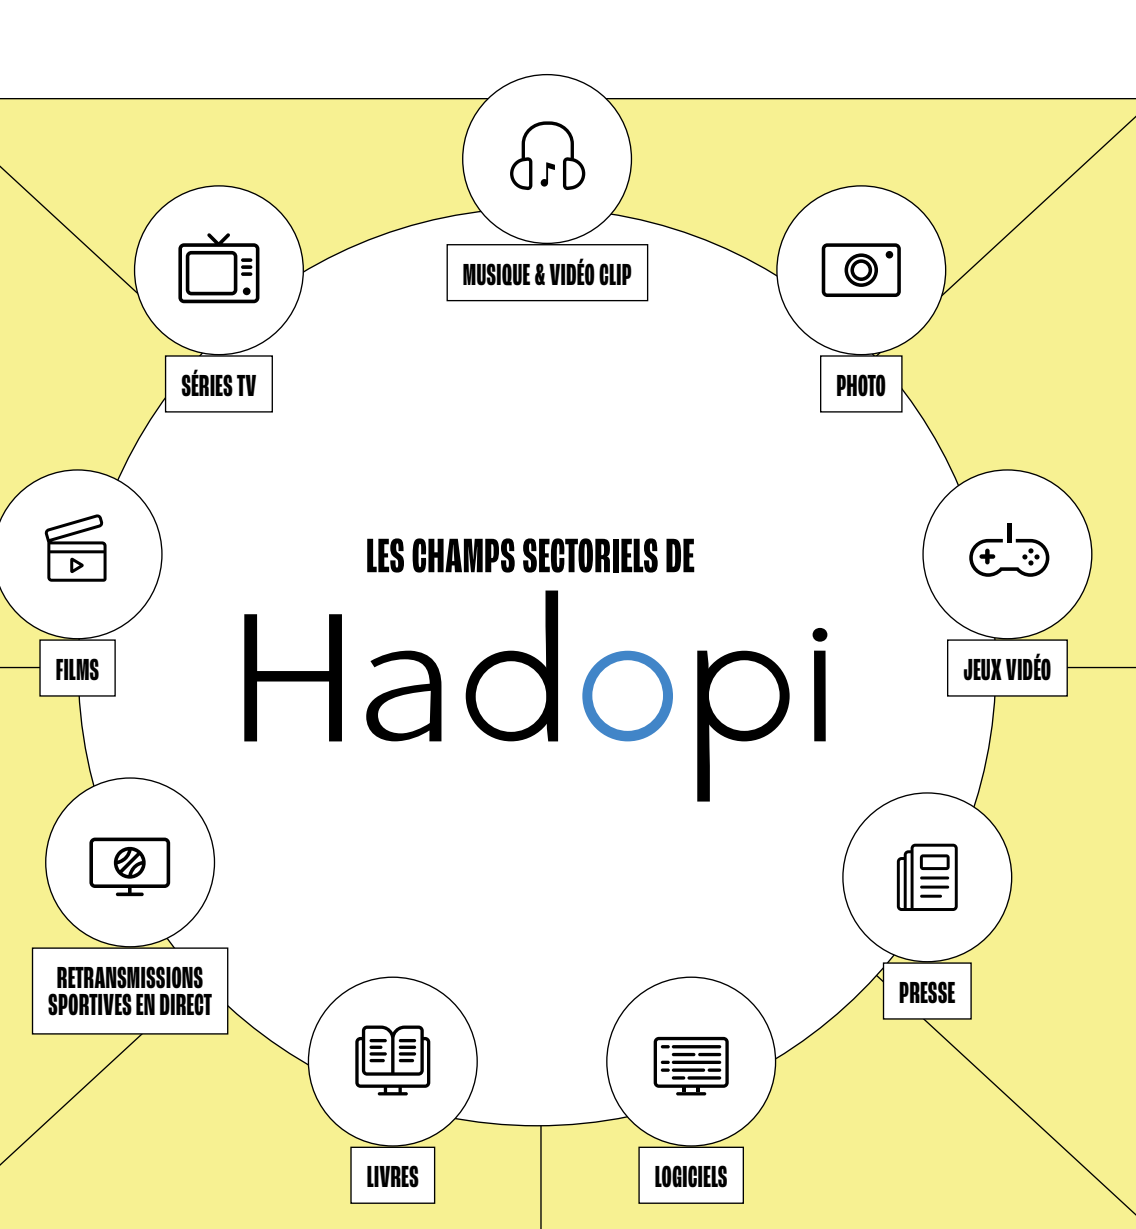 MUSIQUE & VIDÉO CLIP
SÉRIES TV
PHOTO
LES CHAMPS SECTORIELS DE
Hadopi
FILMS
JEUX VIDÉO
RETRANSMISSIONS
SPORTIVES EN DIRECT
PRESSE
LIVRES
LOGICIELS